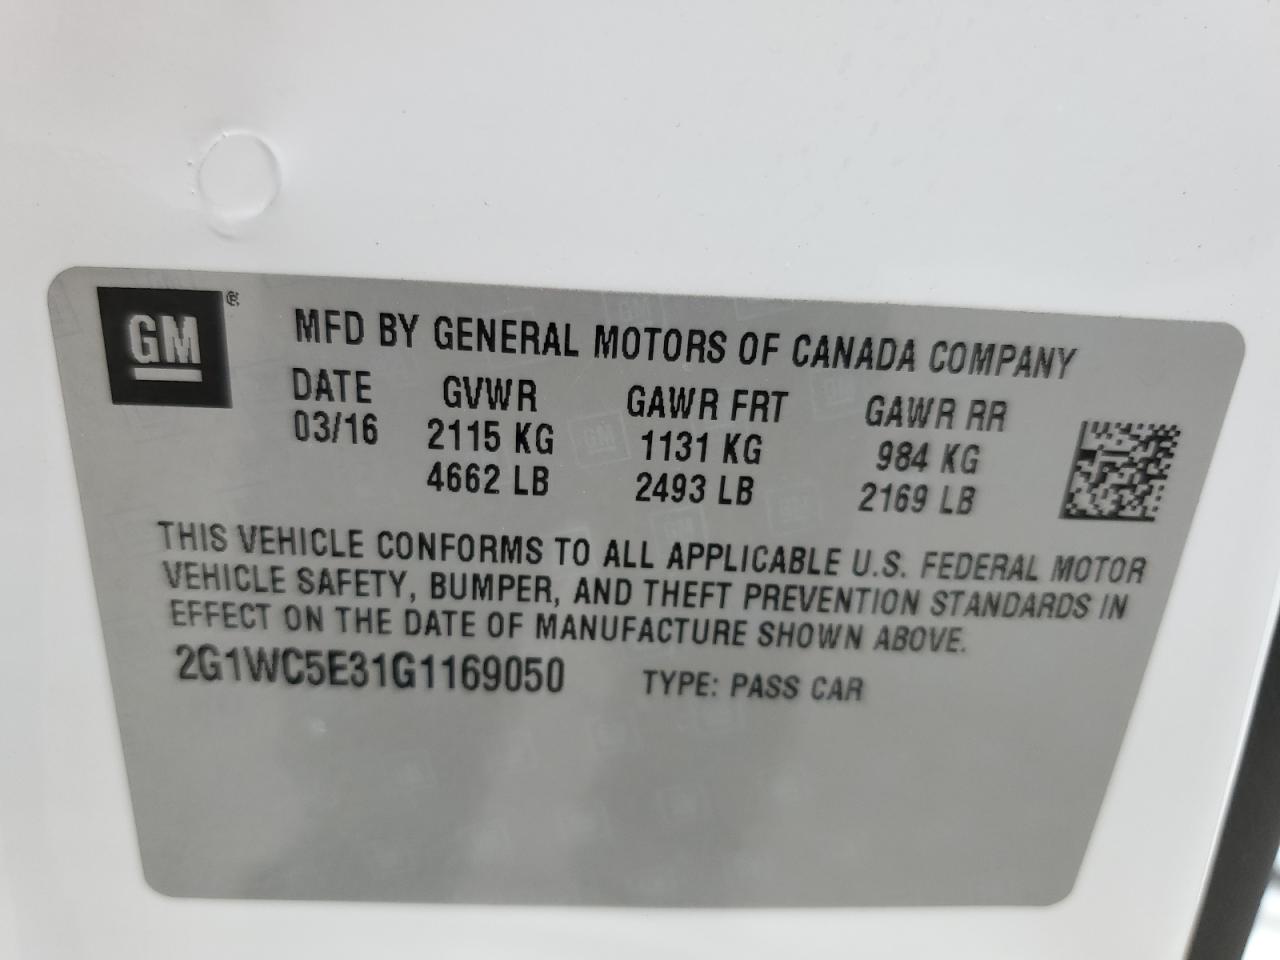 GM
MFD BY GENERAL MOTORS OF CANADA COMPANY
DATE GVWR GAWR FRT GAWR RR
03/16 2115 KG 1131 KG 984 KG
4662 LB 2493 LB 2169 LB
THIS VEHICLE CONFORMS TO ALL APPLICABLE U.S. FEDERAL MOTOR
VEHICLE SAFETY, BUMPER, AND THEFT PREVENTION STANDARDS IN
EFFECT ON THE DATE OF MANUFACTURE SHOWN ABOVE.
2G1WC5E31G1169050 TYPE: PASS CAR